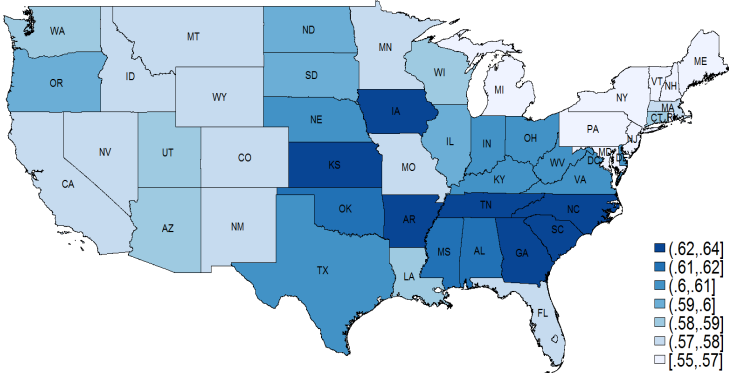 WA
MT
ND
MN
ME
OR
ID
SD
WI
VT
NH
WY
MI
NY
MA
CT
IA
NE
PA
NJ
NV
UT
CO
IL
IN
OH
MD
DC
WV
VA
CA
KS
MO
KY
AZ
NM
OK
AR
TN
NC
SC
TX
MS
AL
GA
LA
FL
(.62,.64]
(.61,.62]
(.6,.61]
(.59,.6]
(.58,.59]
(.57,.58]
[.55,.57]